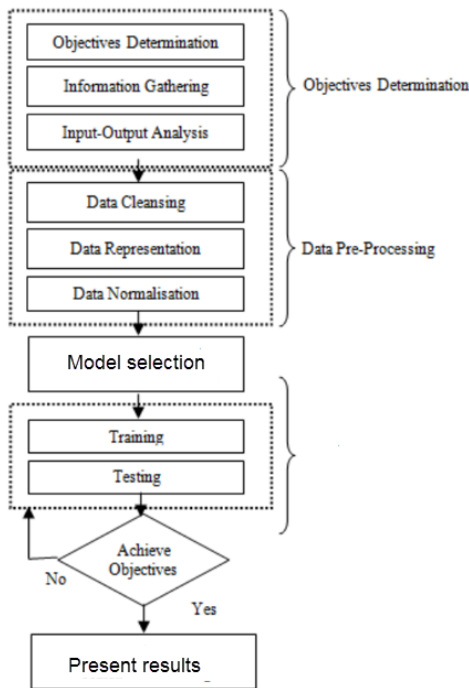 Objectives Determination
Information Gathering
Input-Output Analysis
Objectives Determination
Data Cleansing
Data Representation
Data Normalisation
Data Pre-Processing
Model selection
Training
Testing
Achieve
Objectives
No
Yes
Present results